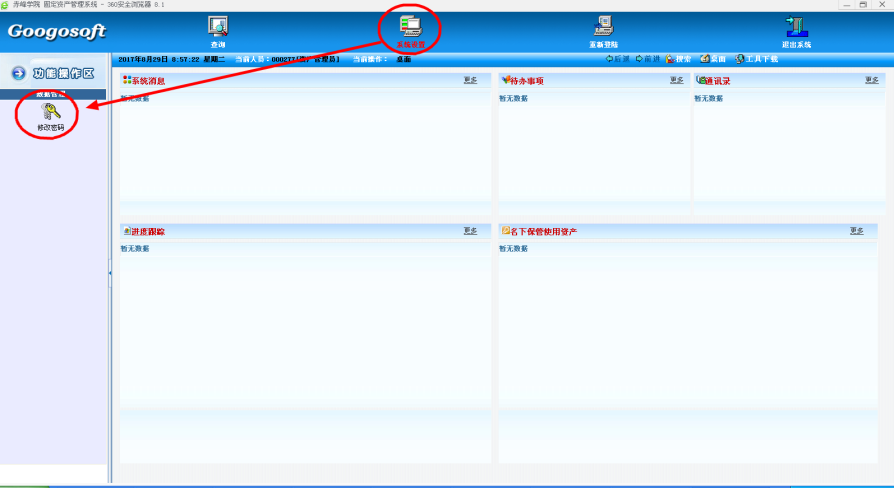 赤峰学院 固定资产管理系统 - 360安全浏览器 8.1
Googosoft
查询
系统设置
重新登陆
退出系统
2017年8月29日 8:57:22 星期二 当前人员：000277[资产管理员] 当前操作： 桌面
后退 前进 搜索 桌面 工具下载
功能操作区
数据管理
修改密码
系统消息 更多
暂无数据
待办事项 更多
暂无数据
通讯录 更多
暂无数据
进度跟踪 更多
暂无数据
名下保管使用资产 更多
暂无数据